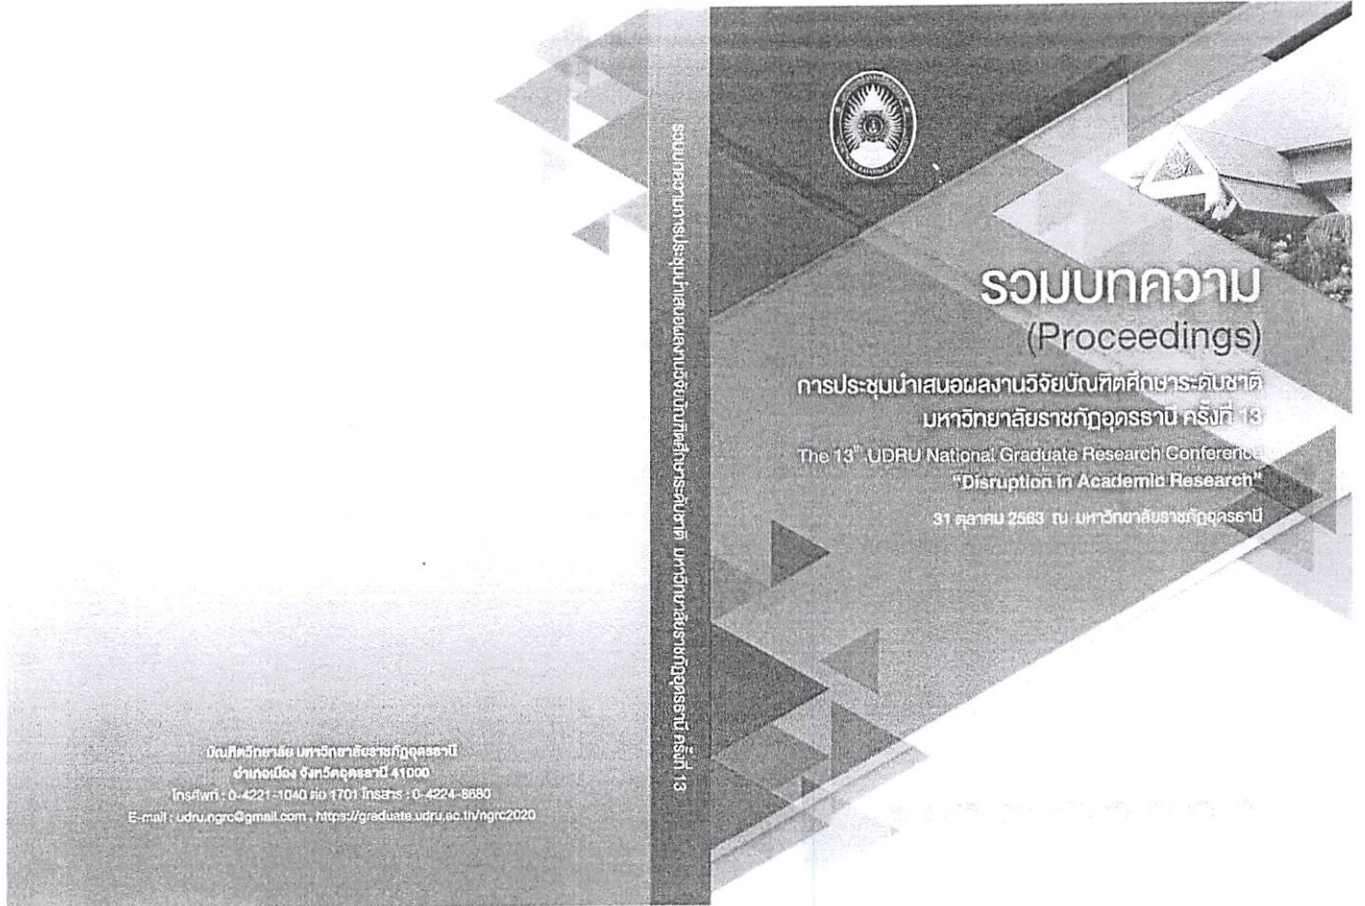 รวมบทความ
(Proceedings)
การประชุมนำเสนอผลงานวิจัยบัณฑิตศึกษาระดับชาติ
มหาวิทยาลัยราชภัฏอุดรธานี ครั้งที่ 13
The 13th UDRU National Graduate Research Conference
"Disruption in Academic Research"
31 ตุลาคม 2563 ณ มหาวิทยาลัยราชภัฏอุดรธานี
รวมบทความการประชุมนำเสนอผลงานวิจัยบัณฑิตศึกษาระดับชาติ มหาวิทยาลัยราชภัฏอุดรธานี ครั้งที่ 13
บัณฑิตวิทยาลัย มหาวิทยาลัยราชภัฏอุดรธานี
อำเภอเมือง จังหวัดอุดรธานี 41000
โทรศัพท์ : 0-4221-1040 ต่อ 1701 โทรสาร : 0-4224-8680
E-mail : udru.ngrc@gmail.com , https://graduate.udru.ac.th/ngrc2020